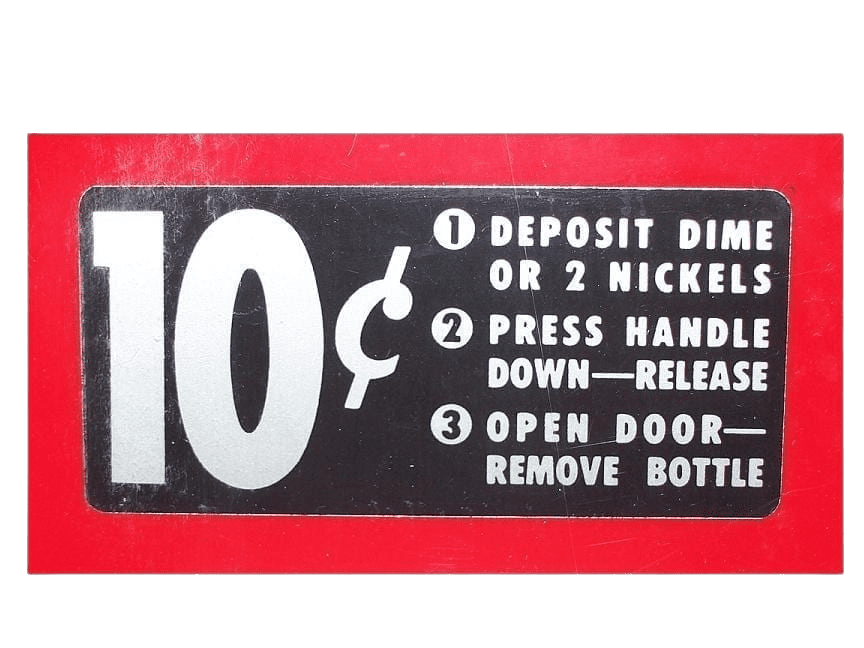 10¢
1 DEPOSIT DIME
OR 2 NICKELS
2 PRESS HANDLE
DOWN—RELEASE
3 OPEN DOOR—
REMOVE BOTTLE